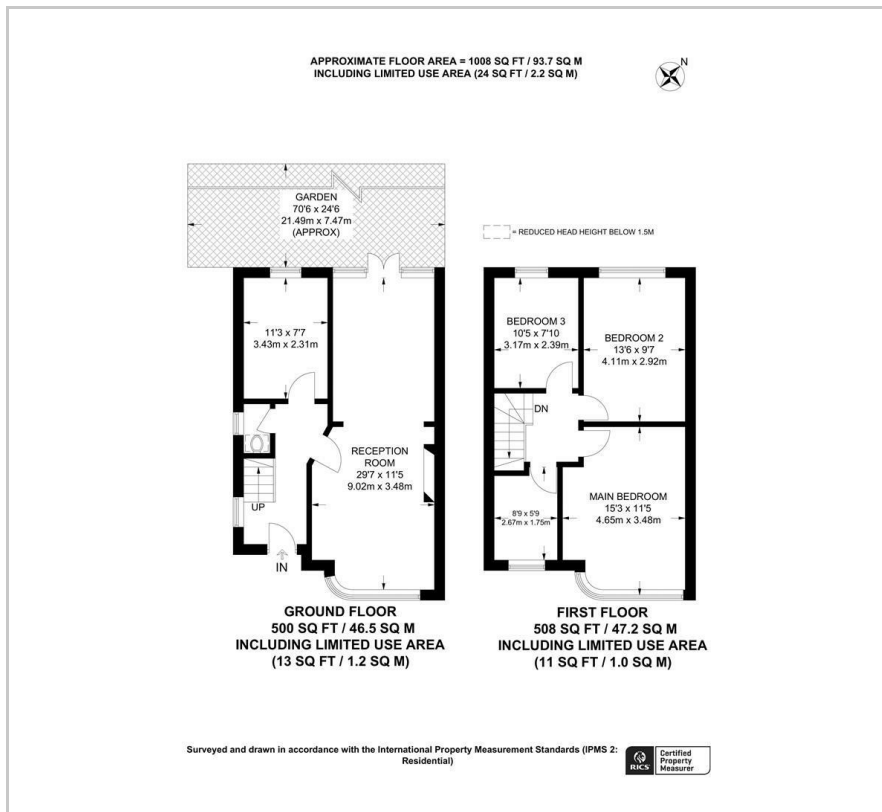 APPROXIMATE FLOOR AREA = 1008 SQ FT / 93.7 SQ M
INCLUDING LIMITED USE AREA (24 SQ FT / 2.2 SQ M)
N
GARDEN
70'6 x 24'6
21.49m x 7.47m
(APPROX)
= REDUCED HEAD HEIGHT BELOW 1.5M
11'3 x 7'7
3.43m x 2.31m
RECEPTION
ROOM
29'7 x 11'5
9.02m x 3.48m
UP
IN
BEDROOM 3
10'5 x 7'10
3.17m x 2.39m
BEDROOM 2
13'6 x 9'7
4.11m x 2.92m
DN
8'9 x 5'9
2.67m x 1.75m
MAIN BEDROOM
15'3 x 11'5
4.65m x 3.48m
GROUND FLOOR
500 SQ FT / 46.5 SQ M
INCLUDING LIMITED USE AREA
(13 SQ FT / 1.2 SQ M)
FIRST FLOOR
508 SQ FT / 47.2 SQ M
INCLUDING LIMITED USE AREA
(11 SQ FT / 1.0 SQ M)
Surveyed and drawn in accordance with the International Property Measurement Standards (IPMS 2:
Residential)
RICS
Certified
Property
Measurer